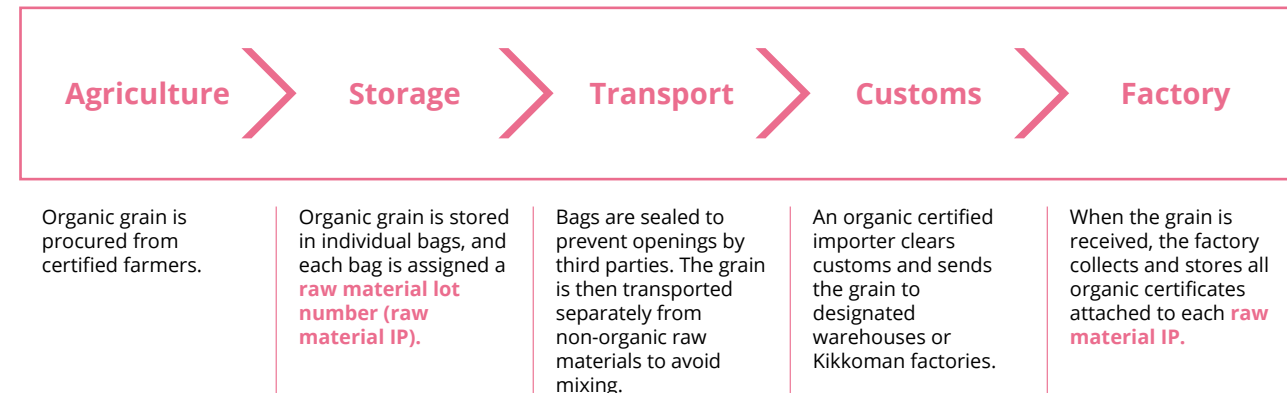 Agriculture
Storage
Transport
Customs
Factory
Organic grain is
procured from
certified farmers.
Organic grain is stored
in individual bags, and
each bag is assigned a
raw material lot
number (raw
material IP).
Bags are sealed to
prevent openings by
third parties. The grain
is then transported
separately from
non-organic raw
materials to avoid
mixing.
An organic certified
importer clears
customs and sends
the grain to
designated
warehouses or
Kikkoman factories.
When the grain is
received, the factory
collects and stores all
organic certificates
attached to each raw
material IP.